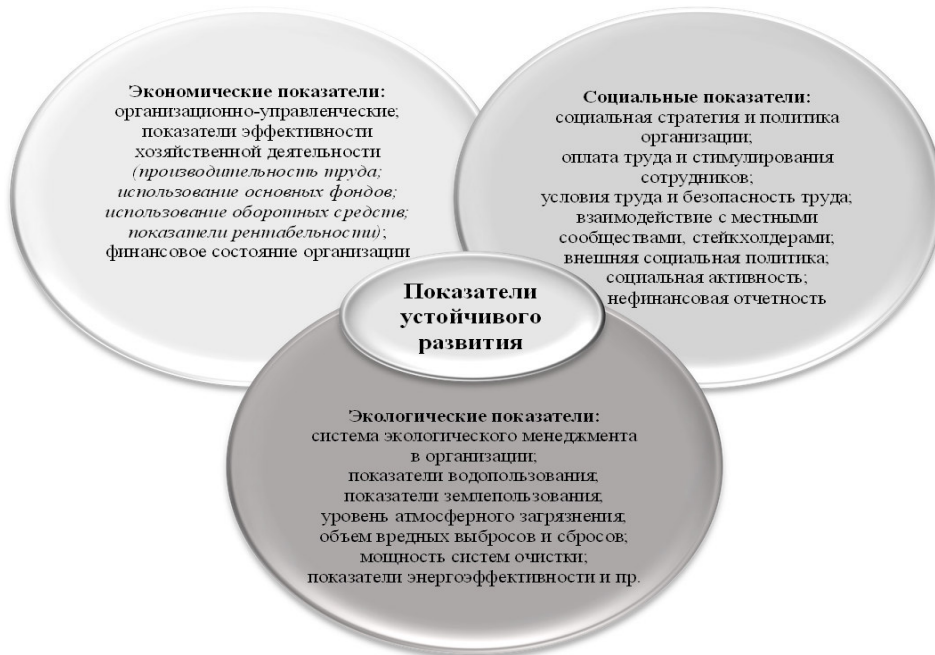 Экономические показатели:
организационно-управленческие;
показатели эффективности
хозяйственной деятельности
(производительность труда;
использование основных фондов;
использование оборотных средств;
показатели рентабельности);
финансовое состояние организации
Социальные показатели:
социальная стратегия и политика
организации;
оплата труда и стимулирования
сотрудников;
условия труда и безопасность труда;
взаимодействие с местными
сообществами, стейкхолдерами;
внешняя социальная политика;
социальная активность;
нефинансовая отчетность
Показатели
устойчивого
развития
Экологические показатели:
система экологического менеджмента
в организации;
показатели водопользования;
показатели землепользования;
уровень атмосферного загрязнения;
объем вредных выбросов и сбросов;
мощность систем очистки;
показатели энергоэффективности и пр.